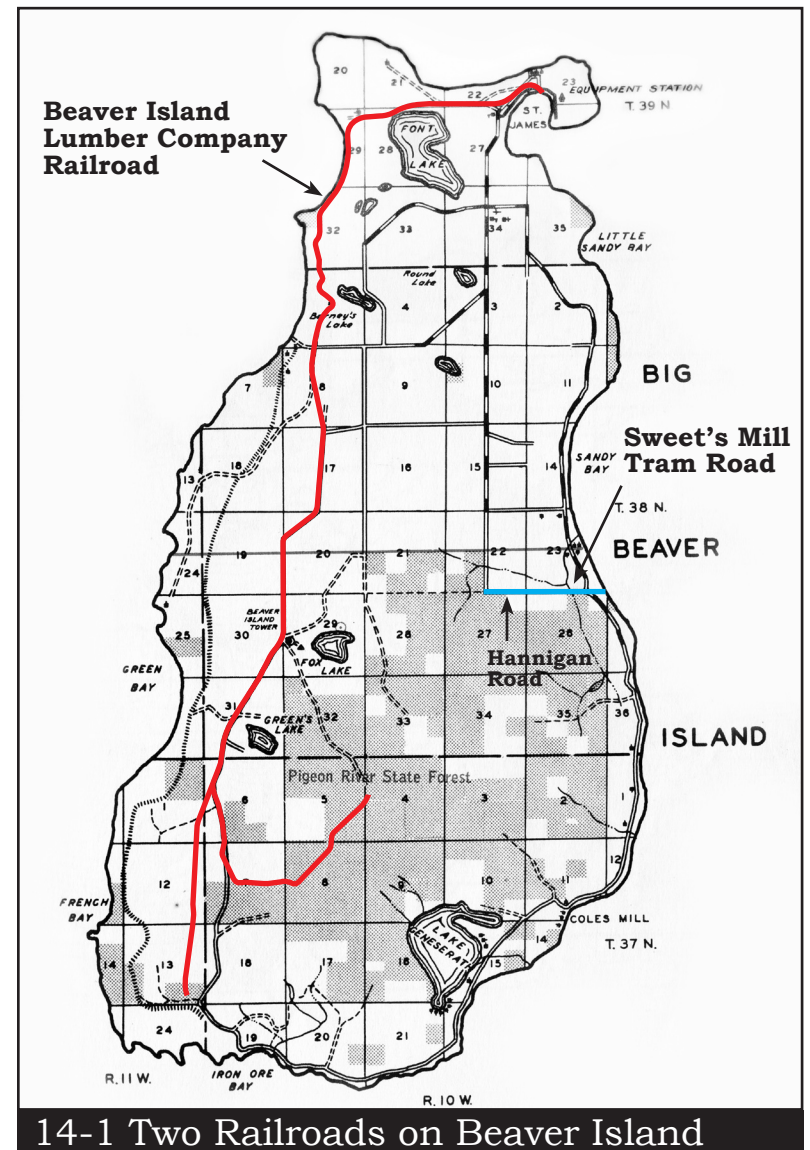 20
21
22
23
EQUIPMENT STATION
T. 39 N
ST.
JAMES
Beaver Island
Lumber Company
Railroad
FONT
LAKE
29
28
27
32
33
34
35
LITTLE
SANDY BAY
Round
Lake
Barney's
Lake
4
3
2
BIG
7
8
9
10
11
Sweet's Mill
Tram Road
SANDY
BAY
13
18
17
16
15
14
T. 38 N.
BEAVER
19
20
21
22
23
24
BEAVER
ISLAND
TOWER
25
30
29
28
27
26
Hannigan
Road
FOX
LAKE
GREEN
BAY
31
32
33
34
35
36
GREEN'S
LAKE
ISLAND
Pigeon River State Forest
1
6
5
4
3
2
1
12
8
9
10
11
12
FRENCH
BAY
LAKE
GENESERATH
COLES MILL
T. 37 N.
14
13
18
17
16
15
14
24
19
20
21
IRON ORE
BAY
R. 11 W.
R. 10 W.
14-1 Two Railroads on Beaver Island